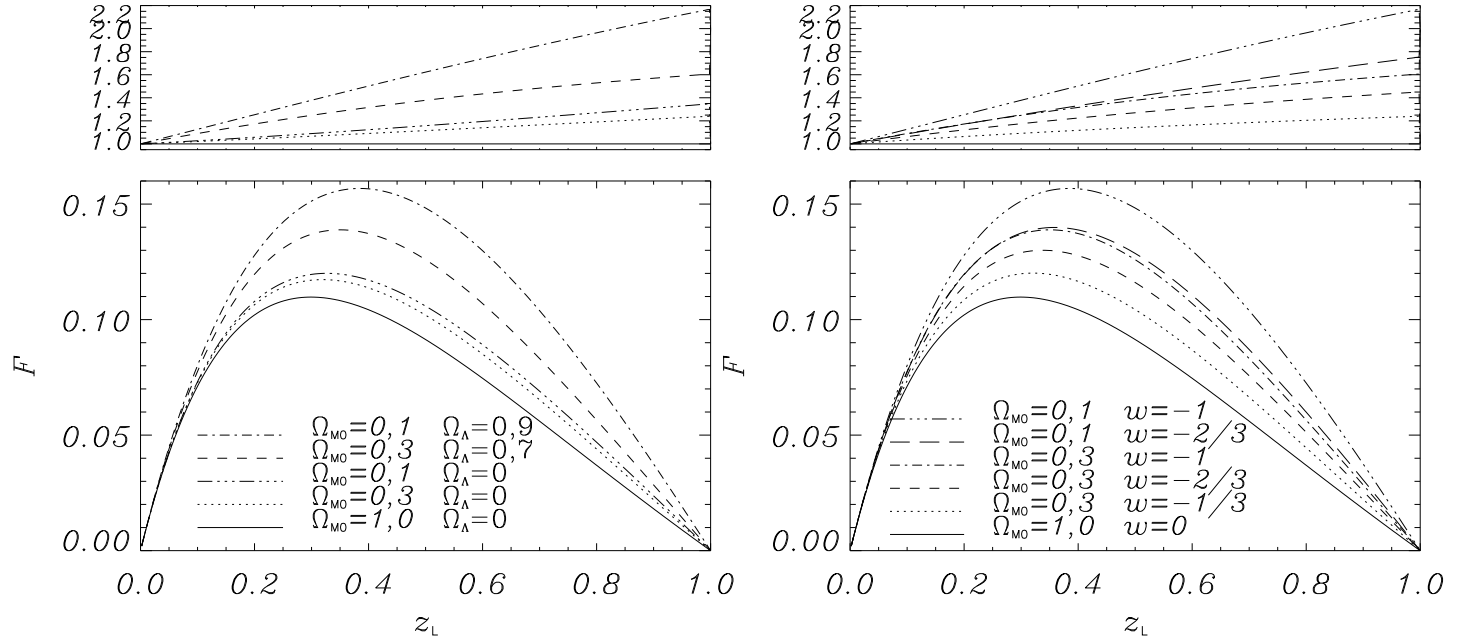 2.2
2.0
1.8
1.6
1.4
1.2
1.0
0.15
0.10
0.05
0.00
F
0.0 0.2 0.4 0.6 0.8 1.0
z_L
Ω_M0=0,1 Ω_Λ=0,9
Ω_M0=0,3 Ω_Λ=0,7
Ω_M0=0,1 Ω_Λ=0
Ω_M0=0,3 Ω_Λ=0
Ω_M0=1,0 Ω_Λ=0
2.2
2.0
1.8
1.6
1.4
1.2
1.0
0.15
0.10
0.05
0.00
F
0.0 0.2 0.4 0.6 0.8 1.0
z_L
Ω_M0=0,1 w=-1
Ω_M0=0,1 w=-2/3
Ω_M0=0,3 w=-1
Ω_M0=0,3 w=-2/3
Ω_M0=0,3 w=-1/3
Ω_M0=1,0 w=0